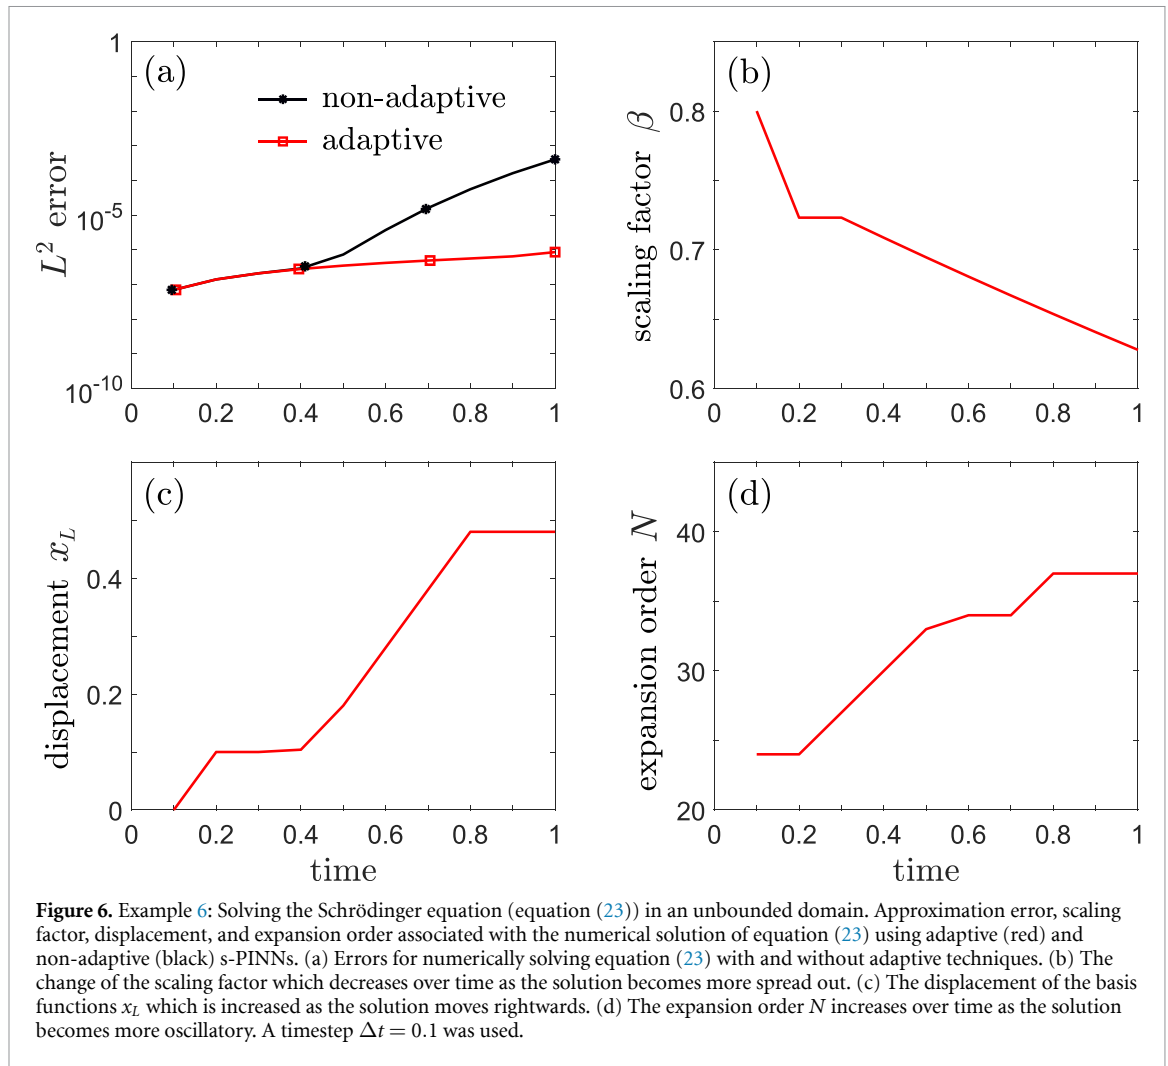 (a)
non-adaptive
adaptive
L² error
1
10⁻⁵
10⁻¹⁰
0 0.2 0.4 0.6 0.8 1
(b)
scaling factor β
0.8
0.7
0.6
0 0.2 0.4 0.6 0.8 1
(c)
displacement x_L
0.4
0.2
0
0 0.2 0.4 0.6 0.8 1
time
(d)
expansion order N
40
30
20
0 0.2 0.4 0.6 0.8 1
time
Figure 6. Example 6: Solving the Schrödinger equation (equation (23)) in an unbounded domain. Approximation error, scaling
factor, displacement, and expansion order associated with the numerical solution of equation (23) using adaptive (red) and
non-adaptive (black) s-PINNs. (a) Errors for numerically solving equation (23) with and without adaptive techniques. (b) The
change of the scaling factor which decreases over time as the solution becomes more spread out. (c) The displacement of the basis
functions x_L which is increased as the solution moves rightwards. (d) The expansion order N increases over time as the solution
becomes more oscillatory. A timestep Δt = 0.1 was used.